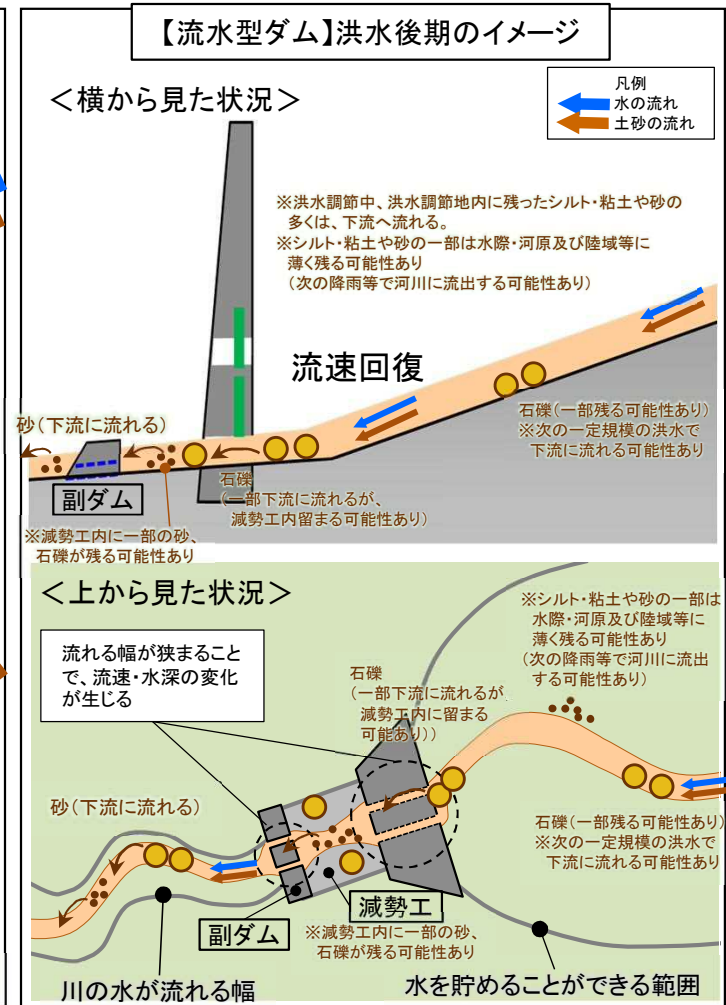 【流水型ダム】洪水後期のイメージ
＜横から見た状況＞
凡例
水の流れ
土砂の流れ
※洪水調節中、洪水調節地内に残ったシルト・粘土や砂の
多くは、下流へ流れる。
※シルト・粘土や砂の一部は水際・河原及び陸域等に
薄く残る可能性あり
（次の降雨等で河川に流出する可能性あり）
流速回復
砂（下流に流れる）
石礫（一部残る可能性あり）
※次の一定規模の洪水で
下流に流れる可能性あり
石礫
（一部下流に流れるが、
減勢工内留まる可能性あり）
副ダム
※減勢工内に一部の砂、
石礫が残る可能性あり
＜上から見た状況＞
※シルト・粘土や砂の一部は
水際・河原及び陸域等に
薄く残る可能性あり
（次の降雨等で河川に流出
する可能性あり）
流れる幅が狭まること
で、流速・水深の変化
が生じる
石礫
（一部下流に流れるが
減勢工内に留まる
可能あり））
砂（下流に流れる）
石礫（一部残る可能性あり）
※次の一定規模の洪水で
下流に流れる可能性あり
減勢工
副ダム
※減勢工内に一部の砂、
石礫が残る可能性あり
川の水が流れる幅
水を貯めることができる範囲